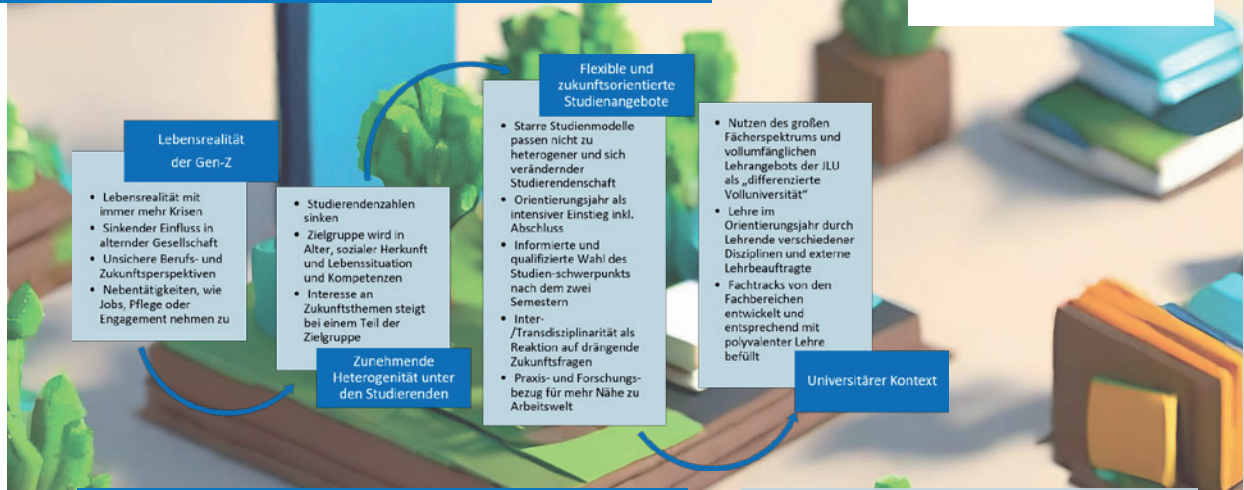 Lebensrealität
der Gen-Z
• Lebensrealität mit
immer mehr Krisen
• Sinkender Einfluss in
alternder Gesellschaft
• Unsichere Berufs- und
Zukunftsperspektiven
• Nebentätigkeiten, wie
Jobs, Pflege oder
Engagement nehmen zu
• Studierendenzahlen
sinken
• Zielgruppe wird in
Alter, sozialer Herkunft
und Lebenssituation
und Kompetenzen
• Interesse an
Zukunftsthemen steigt
bei einem Teil der
Zielgruppe
Zunehmende
Heterogenität unter
den Studierenden
Flexible und
zukunftsorientierte
Studienangebote
• Starre Studienmodelle
passen nicht zu
heterogener und sich
verändernder
Studierendenschaft
• Orientierungsjahr als
intensiver Einstieg inkl.
Abschluss
• Informierte und
qualifizierte Wahl des
Studien-schwerpunkts
nach dem zwei
Semestern
• Inter-
/Transdisziplinarität als
Reaktion auf drängende
Zukunftsfragen
• Praxis- und Forschungs-
bezug für mehr Nähe zu
Arbeitswelt
• Nutzen des großen
Fächerspektrums und
vollumfänglichen
Lehrangebots der JLU
als „differenzierte
Volluniversität“
• Lehre im
Orientierungsjahr durch
Lehrende verschiedener
Disziplinen und externe
Lehrbeauftragte
• Fachtracks von den
Fachbereichen
entwickelt und
entsprechend mit
polyvalenter Lehre
befüllt
Universitärer Kontext